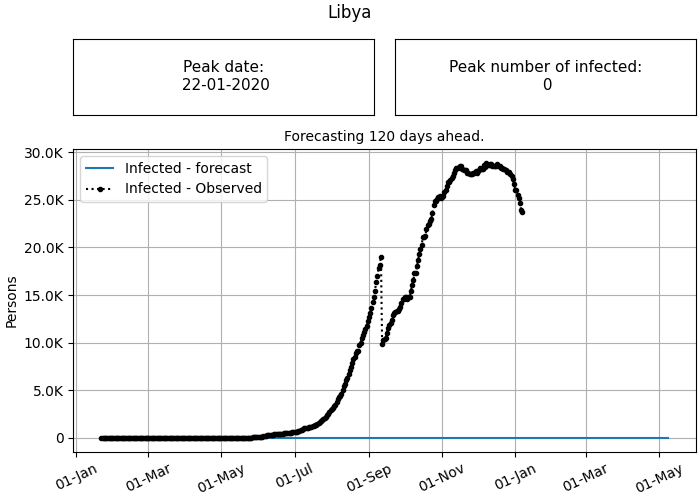 Libya
Peak date:
22-01-2020
Peak number of infected:
0
Forecasting 120 days ahead.
Infected - forecast
Infected - Observed
Persons
30.0K
25.0K
20.0K
15.0K
10.0K
5.0K
0
01-Jan
01-Mar
01-May
01-Jul
01-Sep
01-Nov
01-Jan
01-Mar
01-May